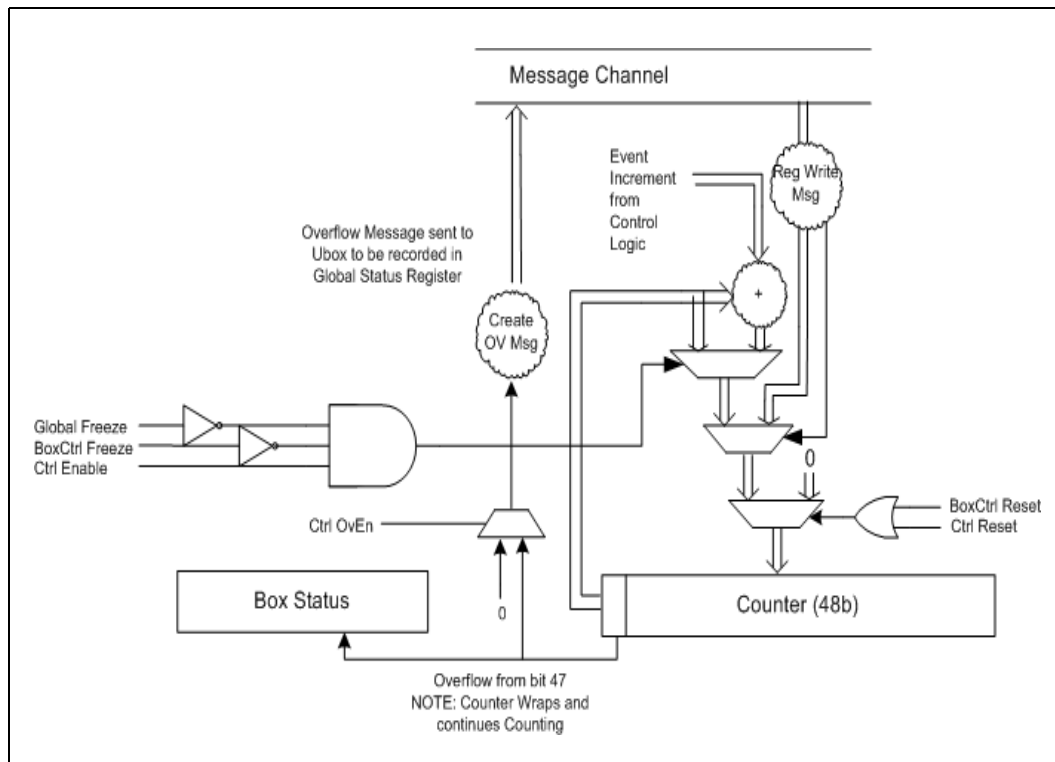 Message Channel
Event
Increment
from
Control
Logic
Reg Write
Msg
Overflow Message sent to
Ubox to be recorded in
Global Status Register
+
Create
OV Msg
Global Freeze
BoxCtrl Freeze
Ctrl Enable
0
BoxCtrl Reset
Ctrl Reset
Ctrl OvEn
0
Box Status
Counter (48b)
Overflow from bit 47
NOTE: Counter Wraps and
continues Counting